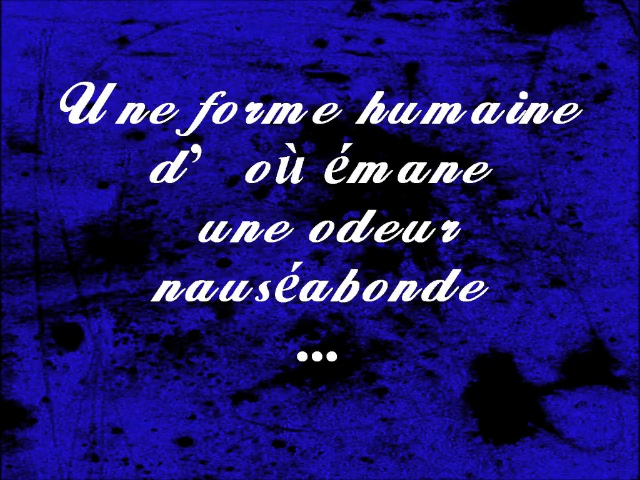 Une forme humaine
d' où émane
une odeur
nauséabonde
...